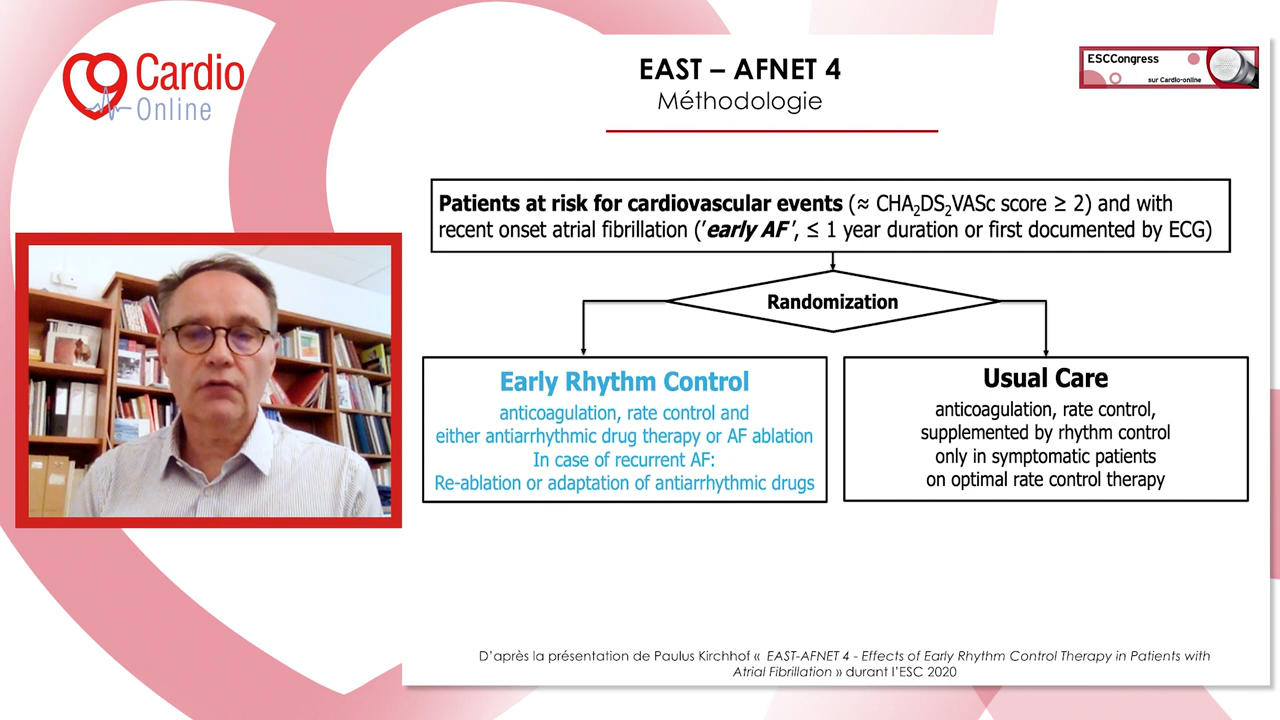 Cardio
Online
EAST – AFNET 4
Méthodologie
ESCCongress
sur Cardio-online
Patients at risk for cardiovascular events (≈ CHA₂DS₂VASc score ≥ 2) and with
recent onset atrial fibrillation (‘early AF’, ≤ 1 year duration or first documented by ECG)
Randomization
Early Rhythm Control
anticoagulation, rate control and
either antiarrhythmic drug therapy or AF ablation
In case of recurrent AF:
Re-ablation or adaptation of antiarrhythmic drugs
Usual Care
anticoagulation, rate control,
supplemented by rhythm control
only in symptomatic patients
on optimal rate control therapy
D’après la présentation de Paulus Kirchhof « EAST-AFNET 4 - Effects of Early Rhythm Control Therapy in Patients with
Atrial Fibrillation » durant l’ESC 2020